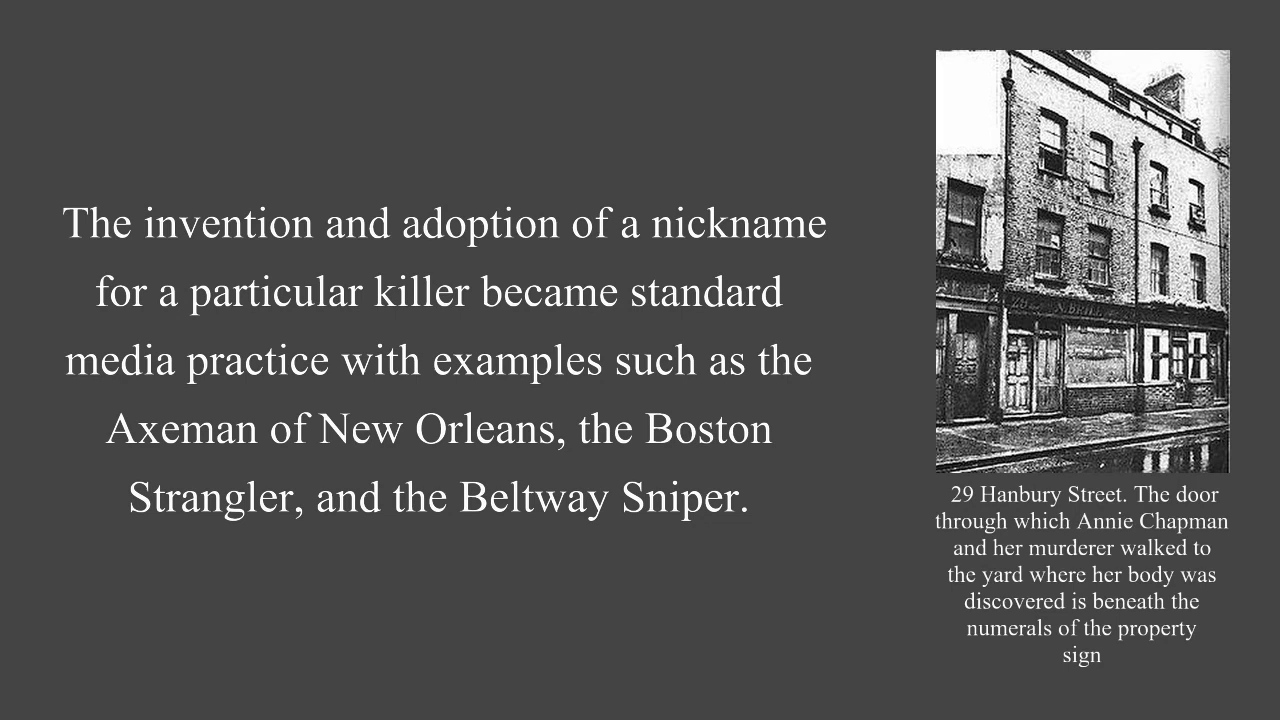 The invention and adoption of a nickname
for a particular killer became standard
media practice with examples such as the
Axeman of New Orleans, the Boston
Strangler, and the Beltway Sniper.
29 Hanbury Street. The door
through which Annie Chapman
and her murderer walked to
the yard where her body was
discovered is beneath the
numerals of the property
sign